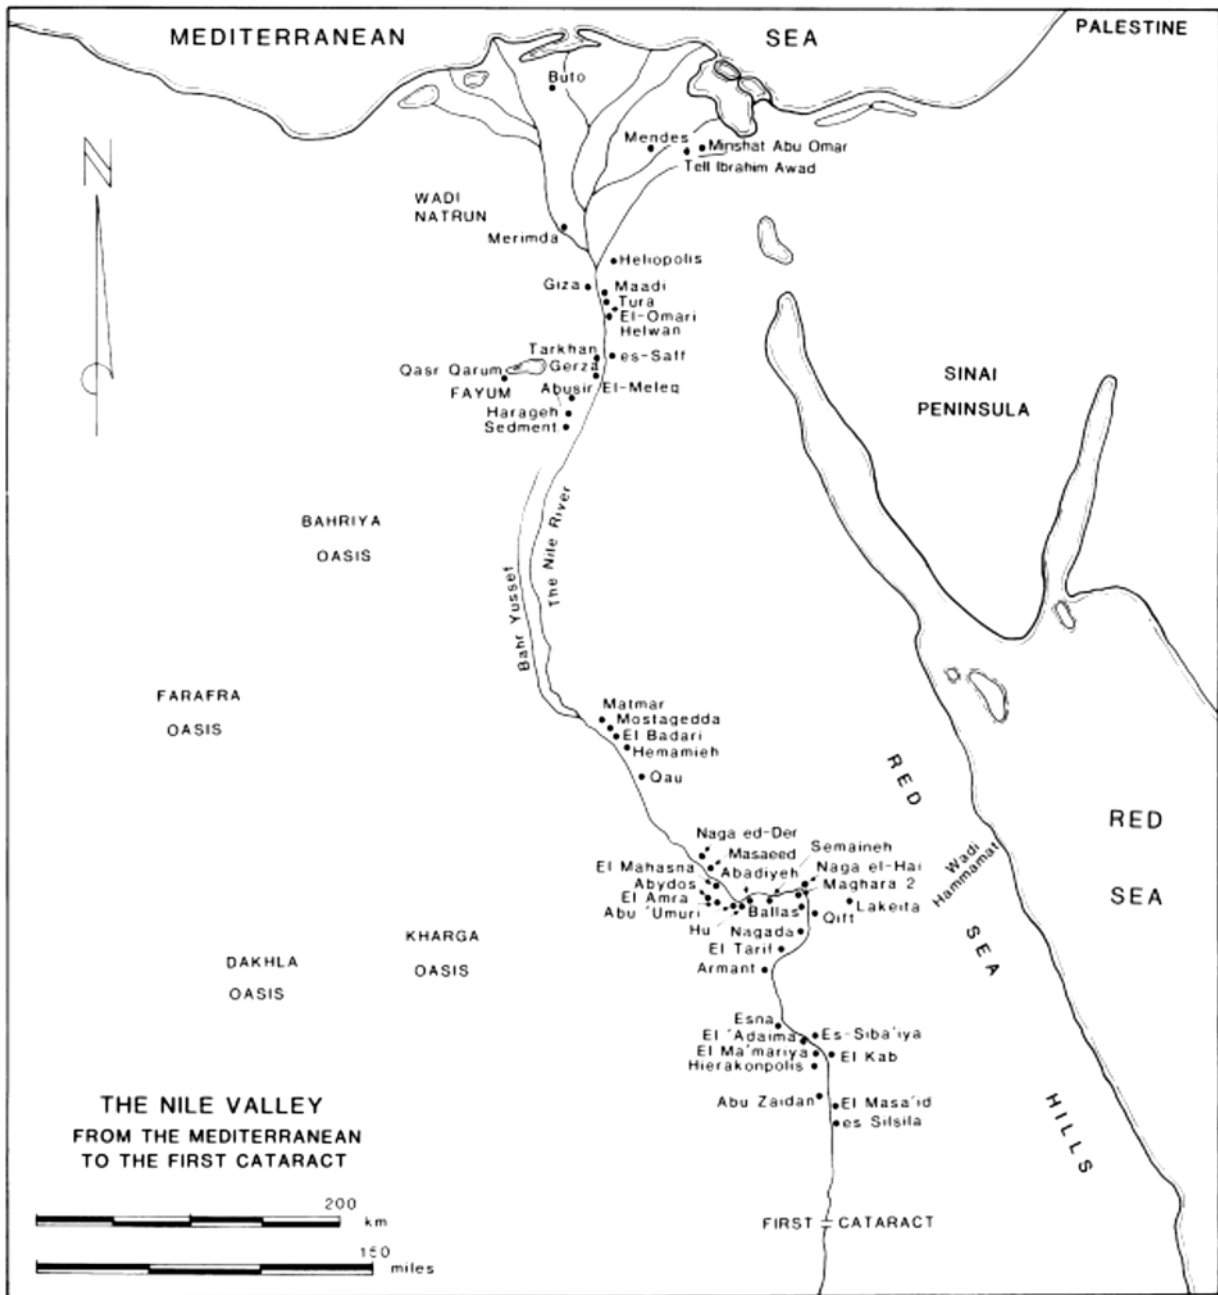 MEDITERRANEAN SEA
PALESTINE
Buto
Mendes
Minshat Abu Omar
Tell Ibrahim Awad
N
WADI
NATRUN
Merimda
Heliopolis
Giza
Maadi
Tura
El-Omari
Helwan
Tarkhan
es-Saff
Qasr Qarum
Gerza
FAYUM
Abusir El-Meleq
Harageh
Sedment
SINAI
PENINSULA
BAHRIYA
OASIS
The Nile River
Bahr Yussef
FARAFRA
OASIS
Matmar
Mostagedda
El Badari
Hemamieh
Qau
RED
SEA
HILLS
RED
SEA
Wadi
Hammamat
Naga ed-Der
Masaeed
Semaineh
El Mahasna
Abadiyeh
Naga el-Hai
Abydos
Maghara 2
El Amra
Abu 'Umuri
Ballas
Lakeita
Hu
Qift
Nagada
El Tarif
Armant
KHARGA
OASIS
DAKHLA
OASIS
Esna
El 'Adaima
Es-Siba'iya
El Ma'mariya
El Kab
Hierakonpolis
Abu Zaidan
El Masa'id
es Silsila
THE NILE VALLEY
FROM THE MEDITERRANEAN
TO THE FIRST CATARACT
200
km
150
miles
FIRST CATARACT